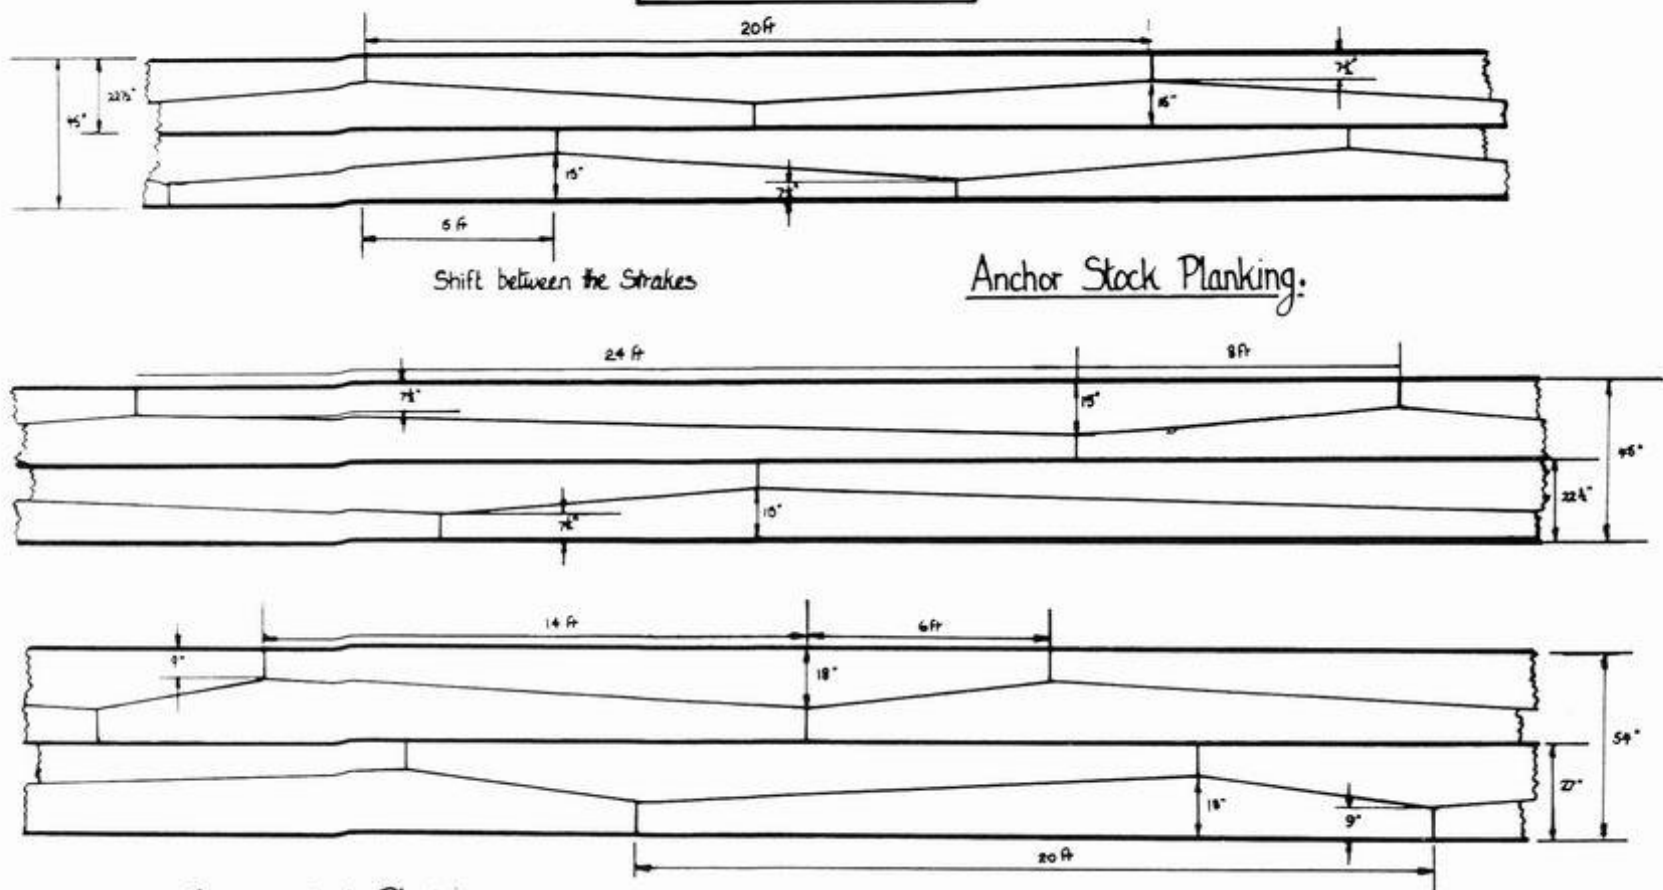 20 ft
7½"
22½"
45"
15"
15"
7½"
5 ft
Shift between the Strakes
Anchor Stock Planking.
24 ft
8 ft
7½"
15"
45"
22½"
7½"
15"
14 ft
6 ft
9"
18"
54"
27"
18"
9"
20 ft